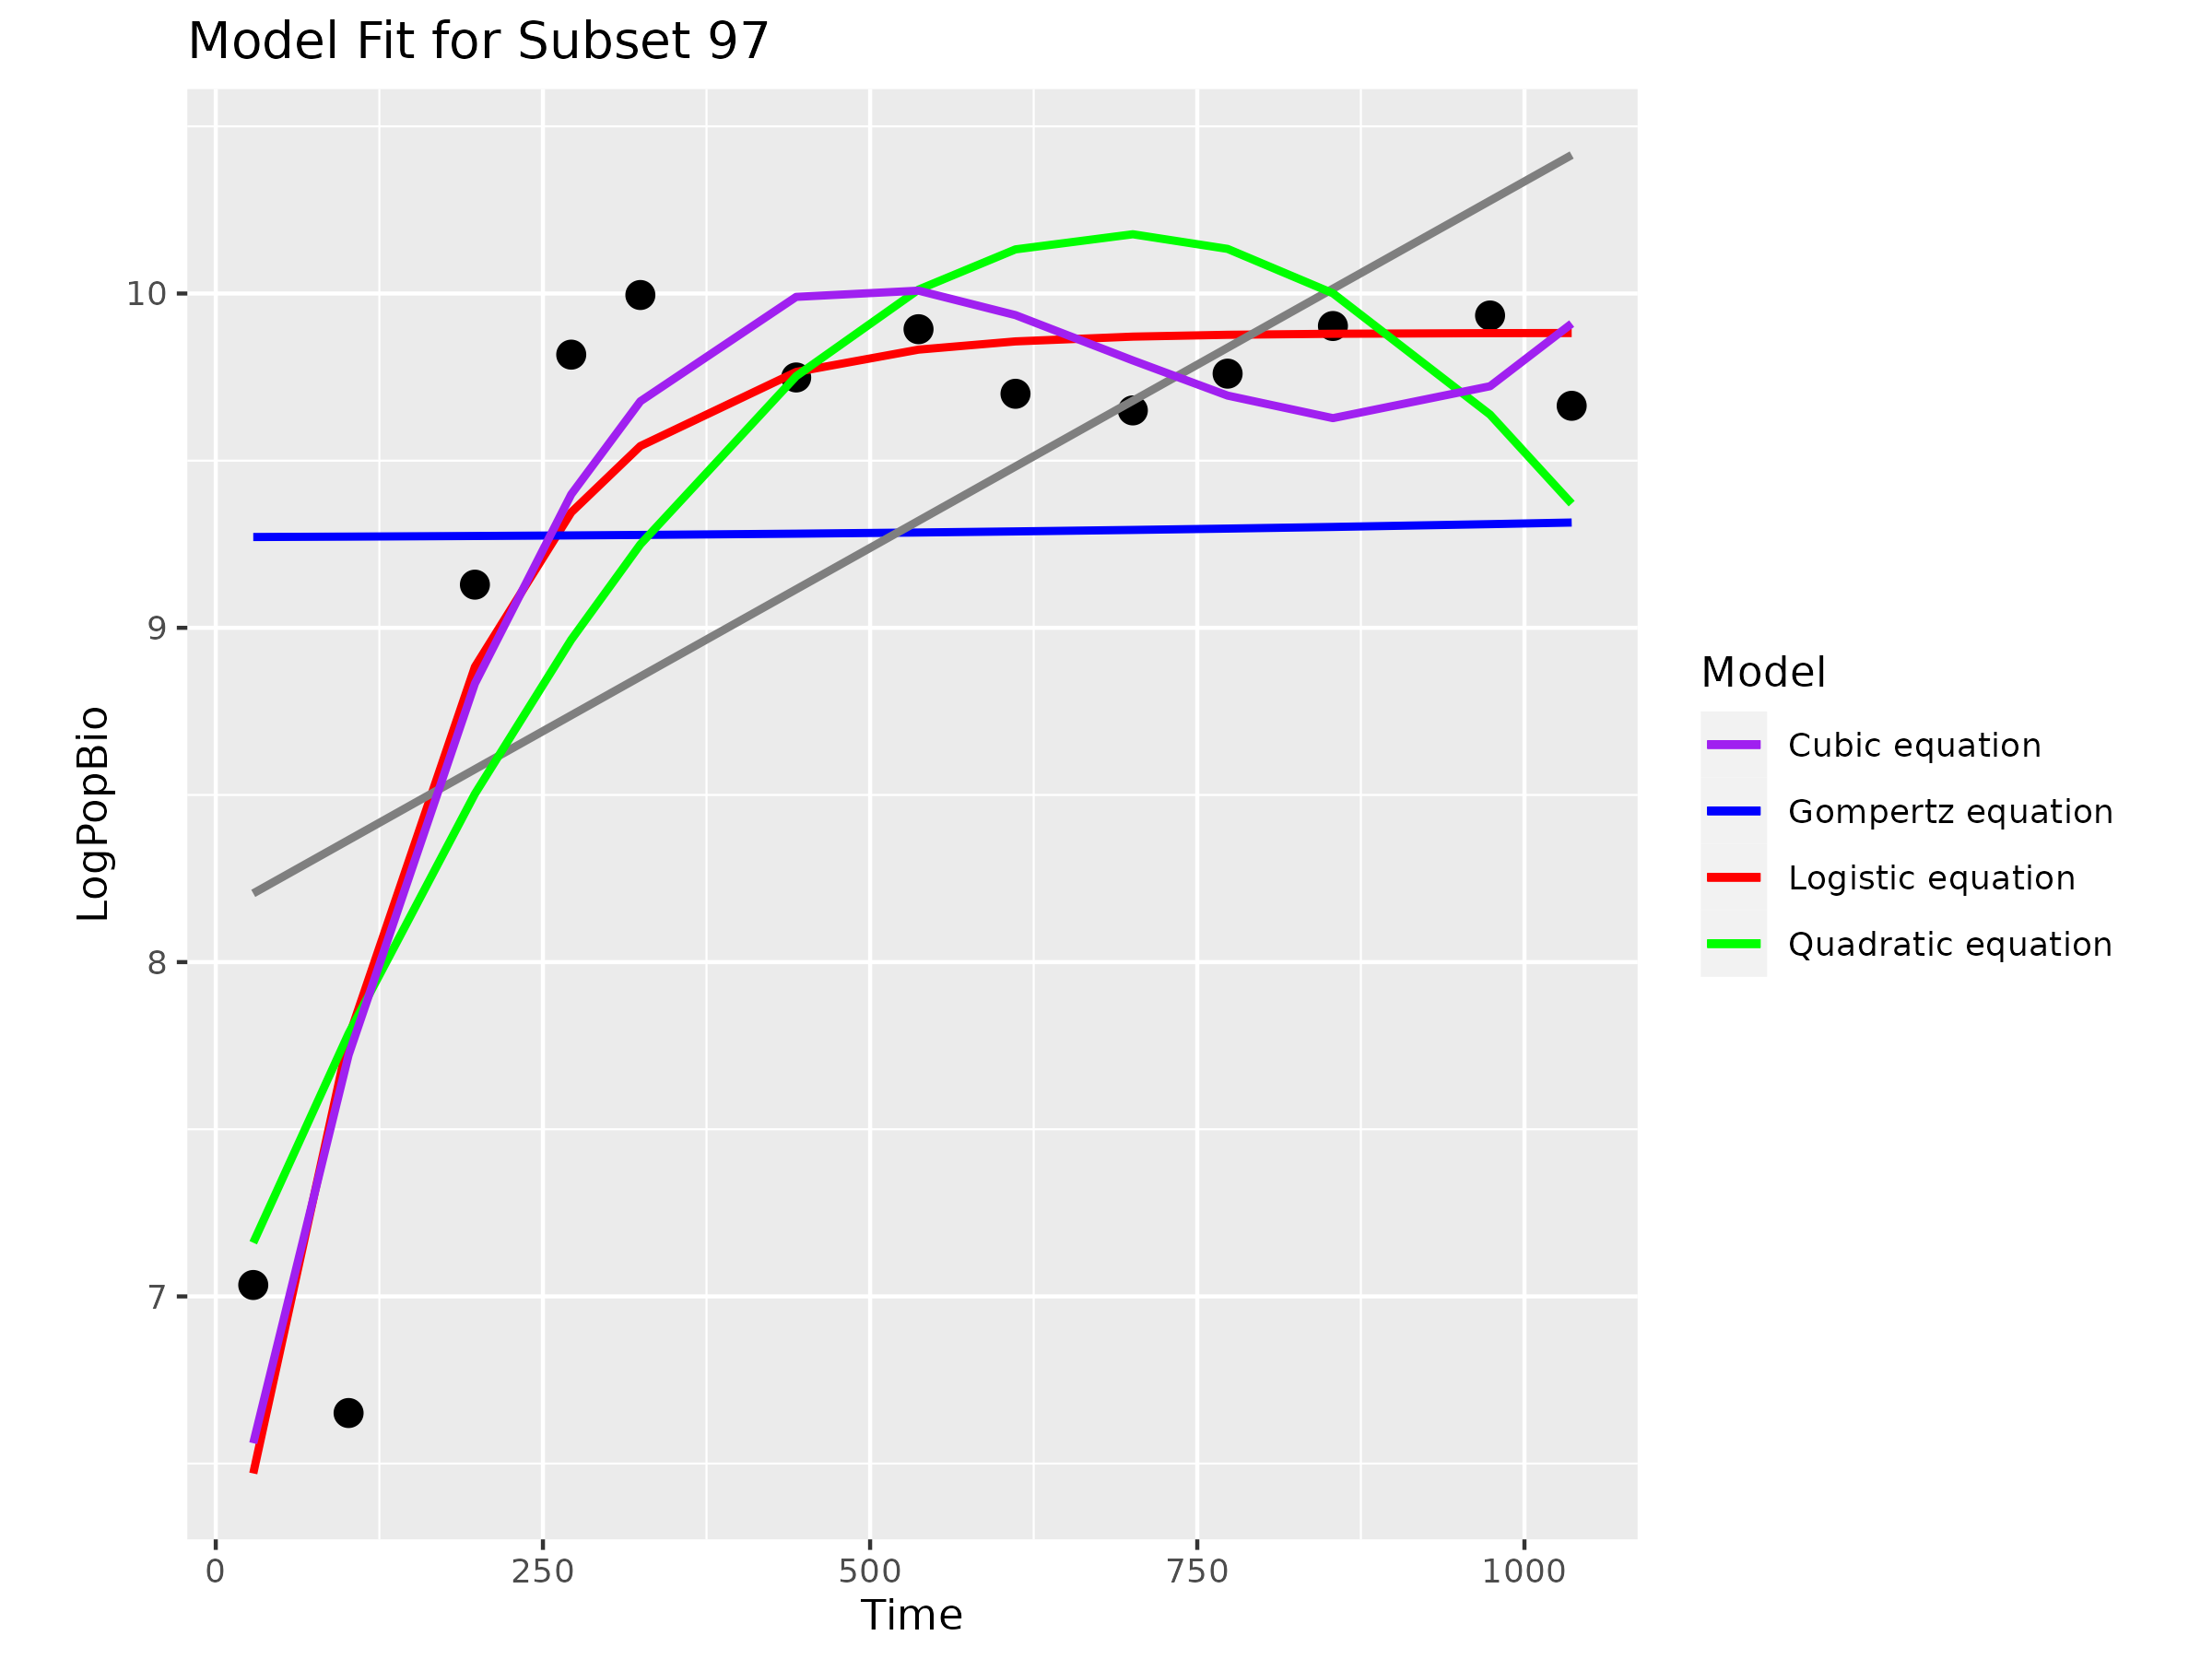 Model Fit for Subset 97
LogPopBio
10
9
8
7
0 250 500 750 1000
Time
Model
Cubic equation
Gompertz equation
Logistic equation
Quadratic equation